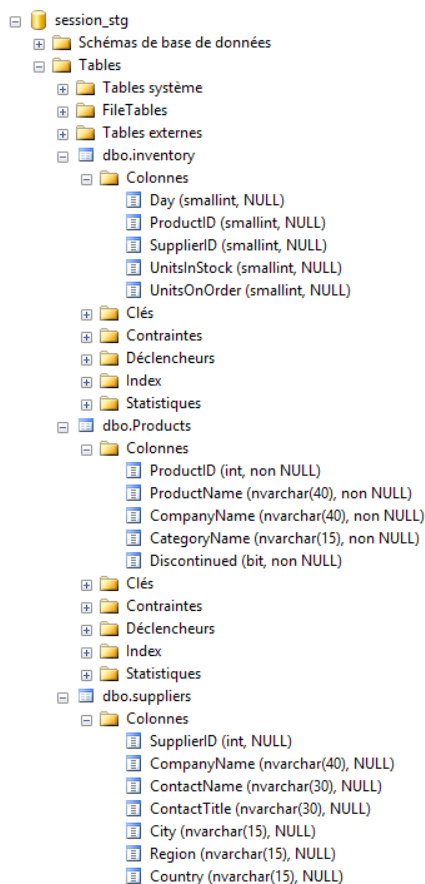 session_stg
Schémas de base de données
Tables
Tables système
FileTables
Tables externes
dbo.inventory
Colonnes
Day (smallint, NULL)
ProductID (smallint, NULL)
SupplierID (smallint, NULL)
UnitsInStock (smallint, NULL)
UnitsOnOrder (smallint, NULL)
Clés
Contraintes
Déclencheurs
Index
Statistiques
dbo.Products
Colonnes
ProductID (int, non NULL)
ProductName (nvarchar(40), non NULL)
CompanyName (nvarchar(40), non NULL)
CategoryName (nvarchar(15), non NULL)
Discontinued (bit, non NULL)
Clés
Contraintes
Déclencheurs
Index
Statistiques
dbo.suppliers
Colonnes
SupplierID (int, NULL)
CompanyName (nvarchar(40), NULL)
ContactName (nvarchar(30), NULL)
ContactTitle (nvarchar(30), NULL)
City (nvarchar(15), NULL)
Region (nvarchar(15), NULL)
Country (nvarchar(15), NULL)